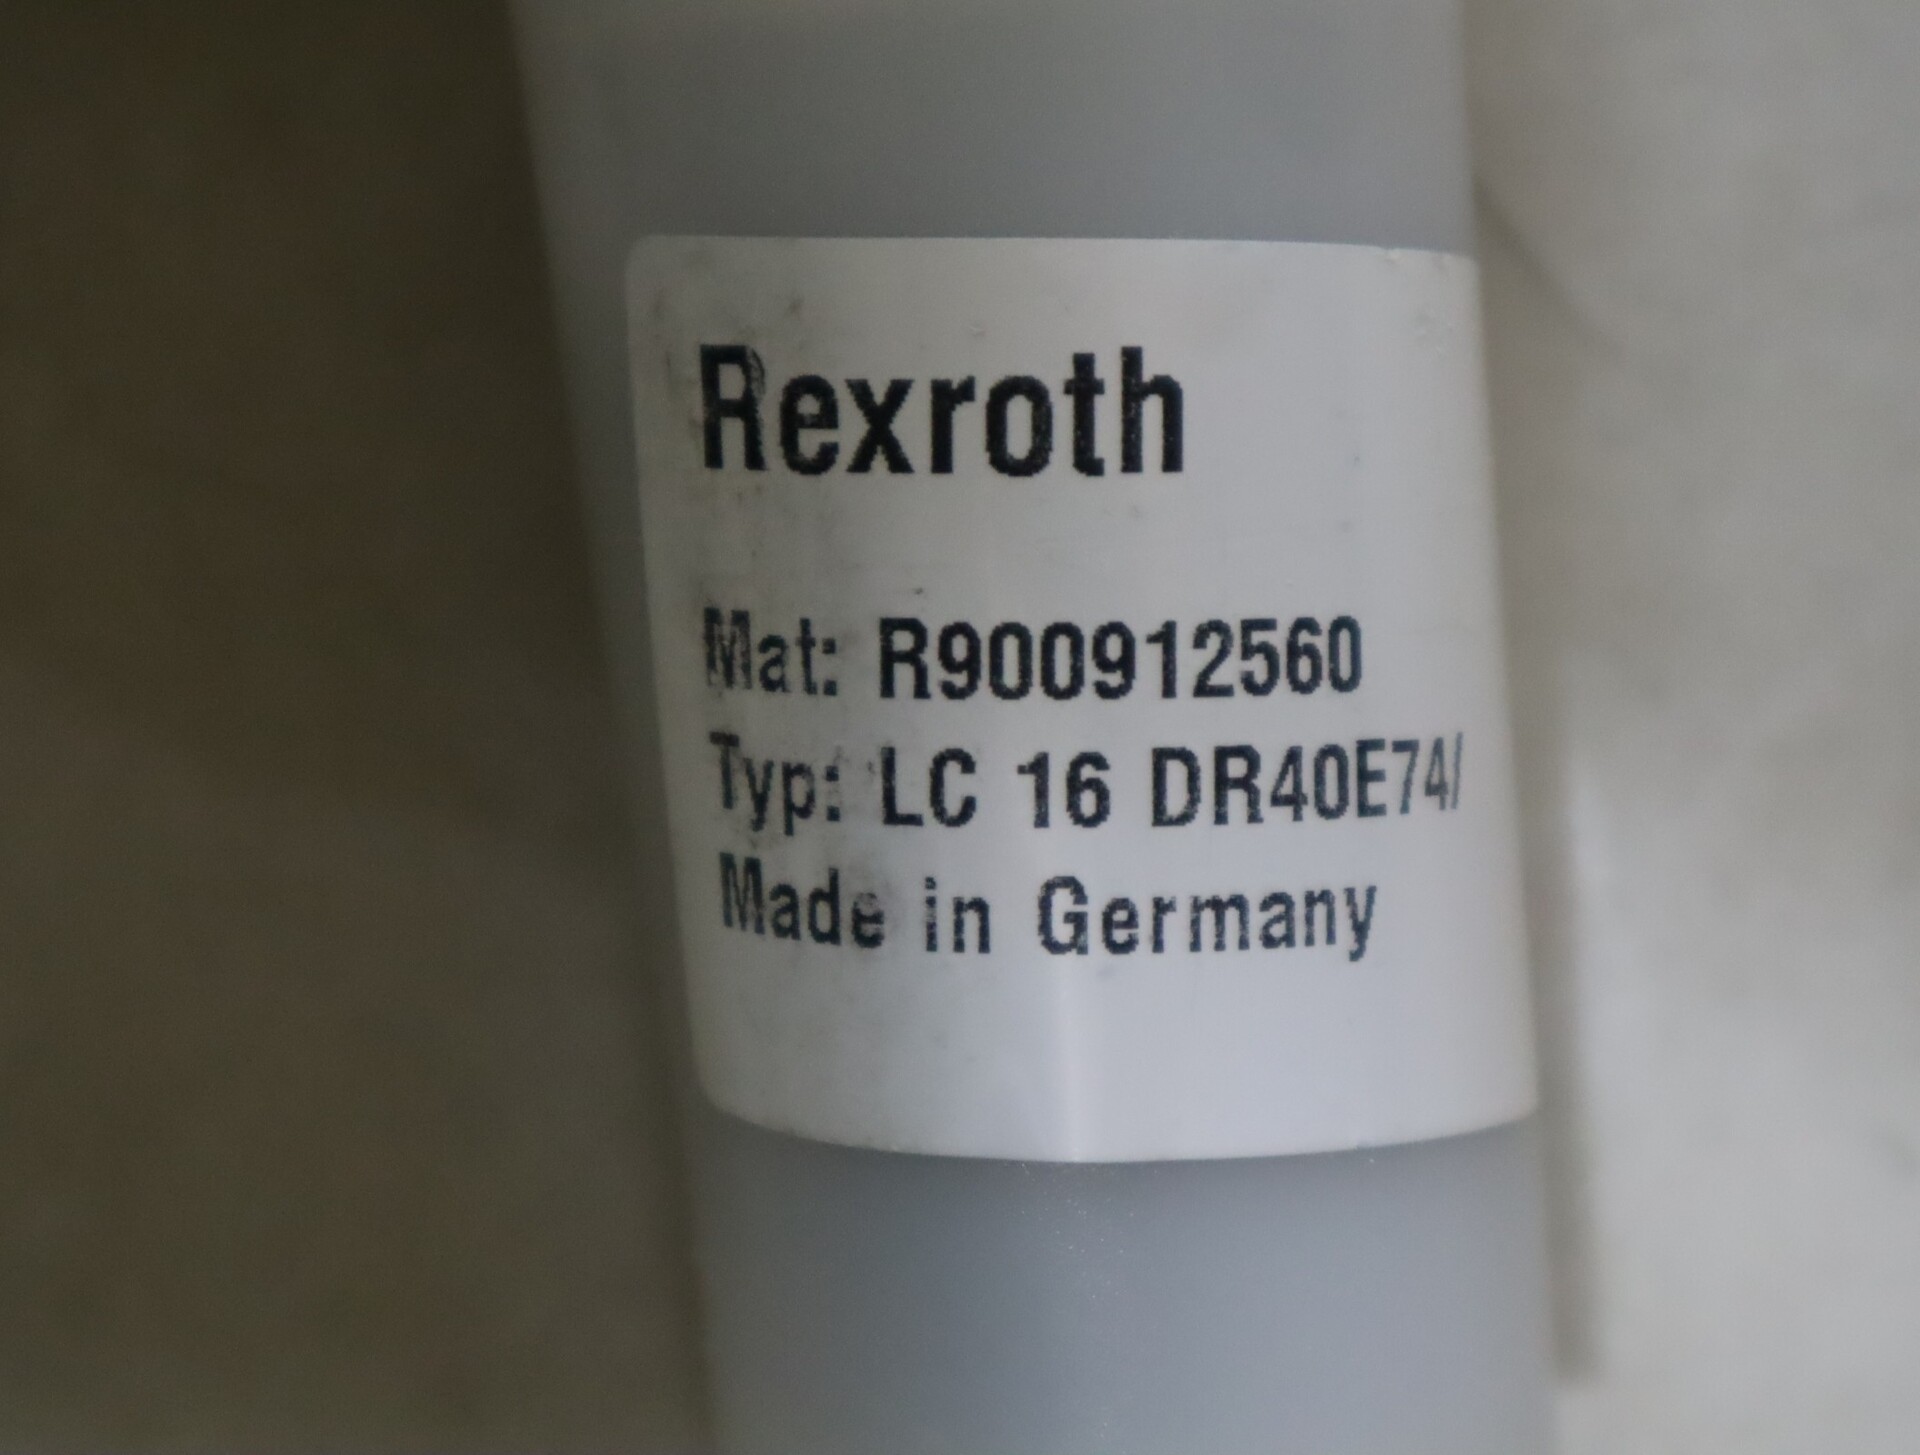 Rexroth
Mat: R900912560
Typ: LC 16 DR40E74/
Made in Germany